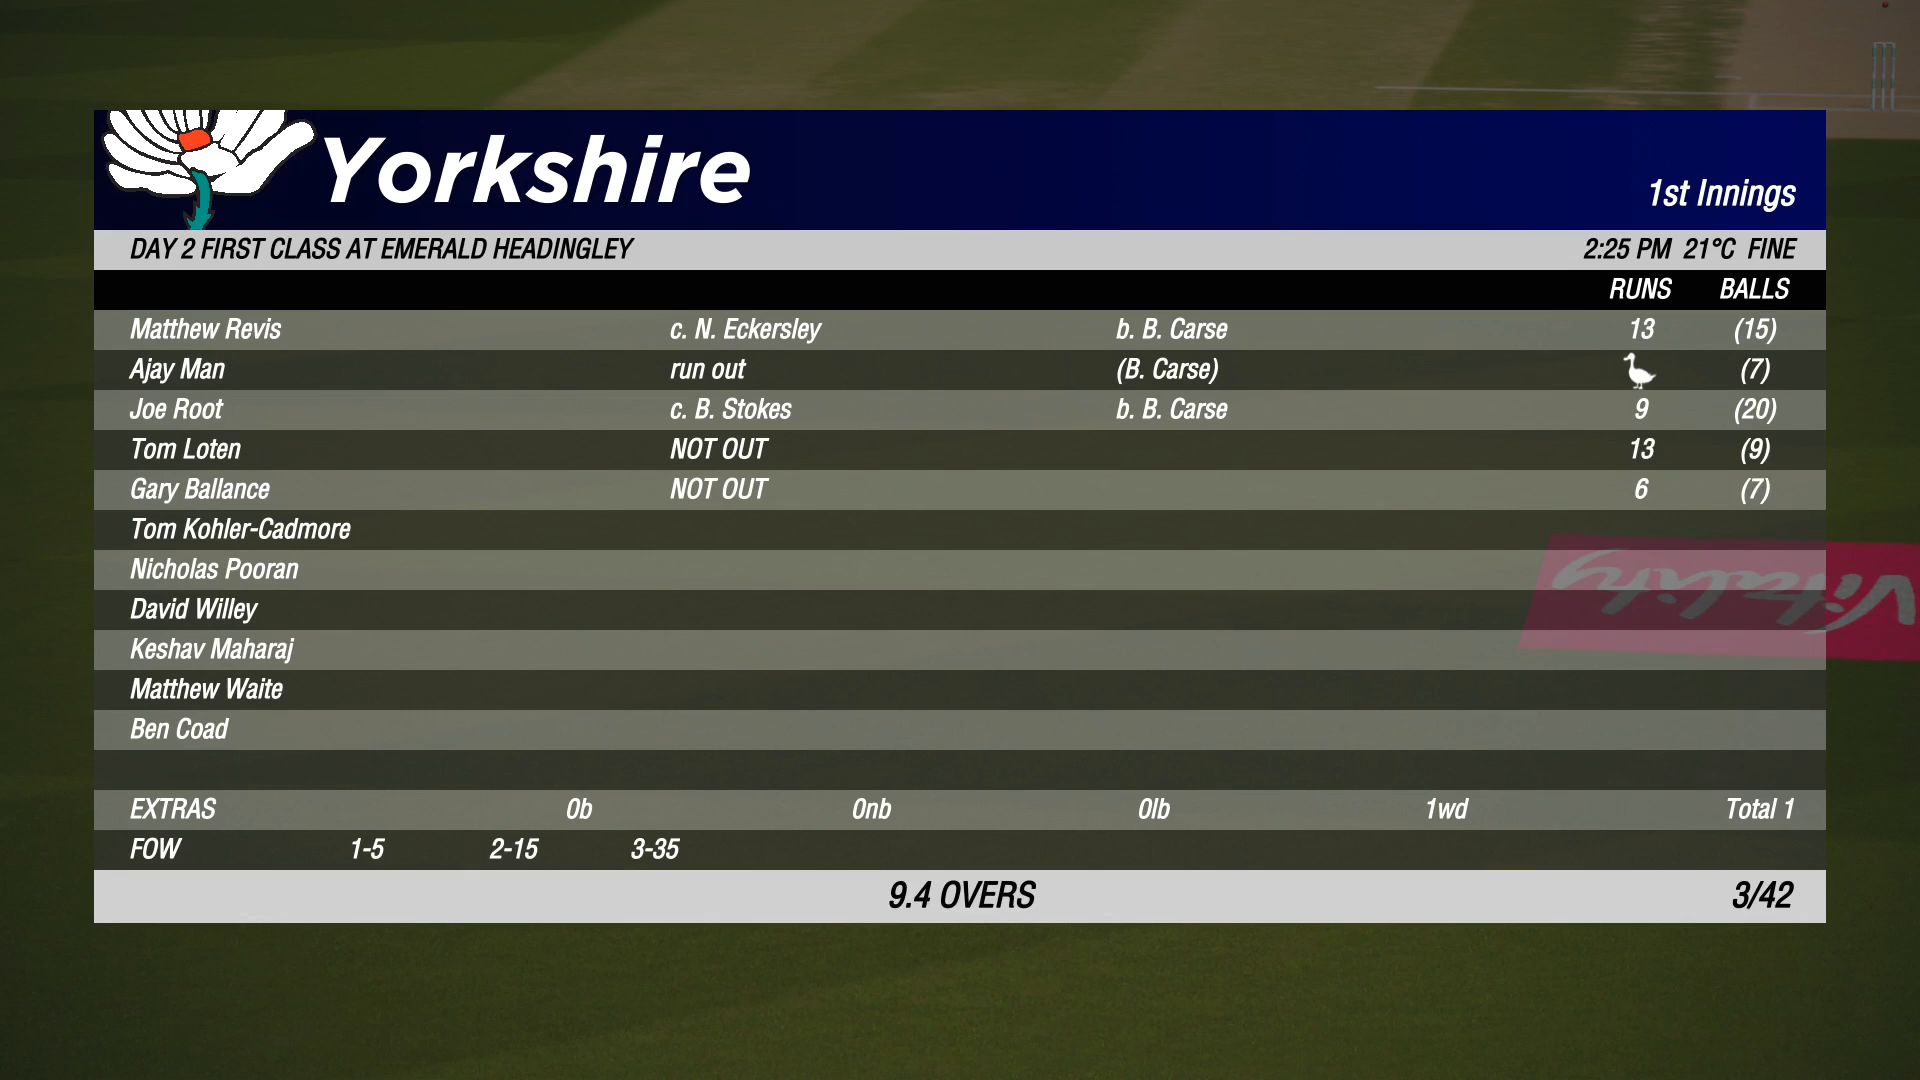 Yorkshire
1st Innings
DAY 2 FIRST CLASS AT EMERALD HEADINGLEY 2:25 PM 21°C FINE
RUNS BALLS
Matthew Revis c. N. Eckersley b. B. Carse 13 (15)
Ajay Man run out (B. Carse) (7)
Joe Root c. B. Stokes b. B. Carse 9 (20)
Tom Loten NOT OUT 13 (9)
Gary Ballance NOT OUT 6 (7)
Tom Kohler-Cadmore
Nicholas Pooran
David Willey
Keshav Maharaj
Matthew Waite
Ben Coad
Vitality
EXTRAS 0b 0nb 0lb 1wd Total 1
FOW 1-5 2-15 3-35
9.4 OVERS 3/42